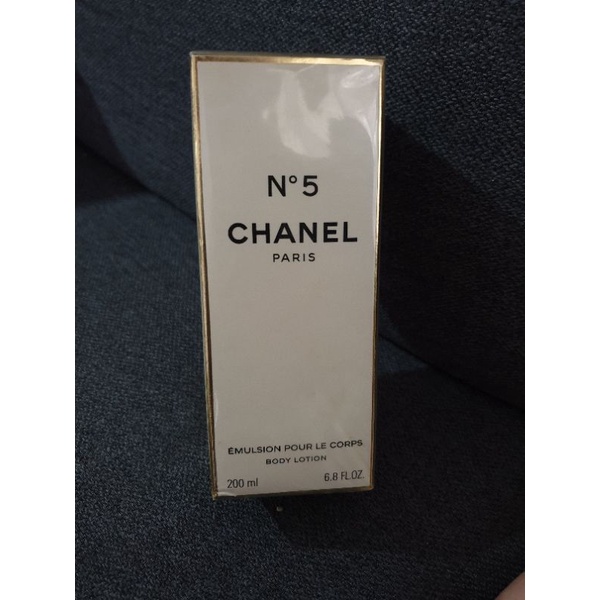 N°5
CHANEL
PARIS
ÉMULSION POUR LE CORPS
BODY LOTION
200 ml 6.8 FL.OZ.